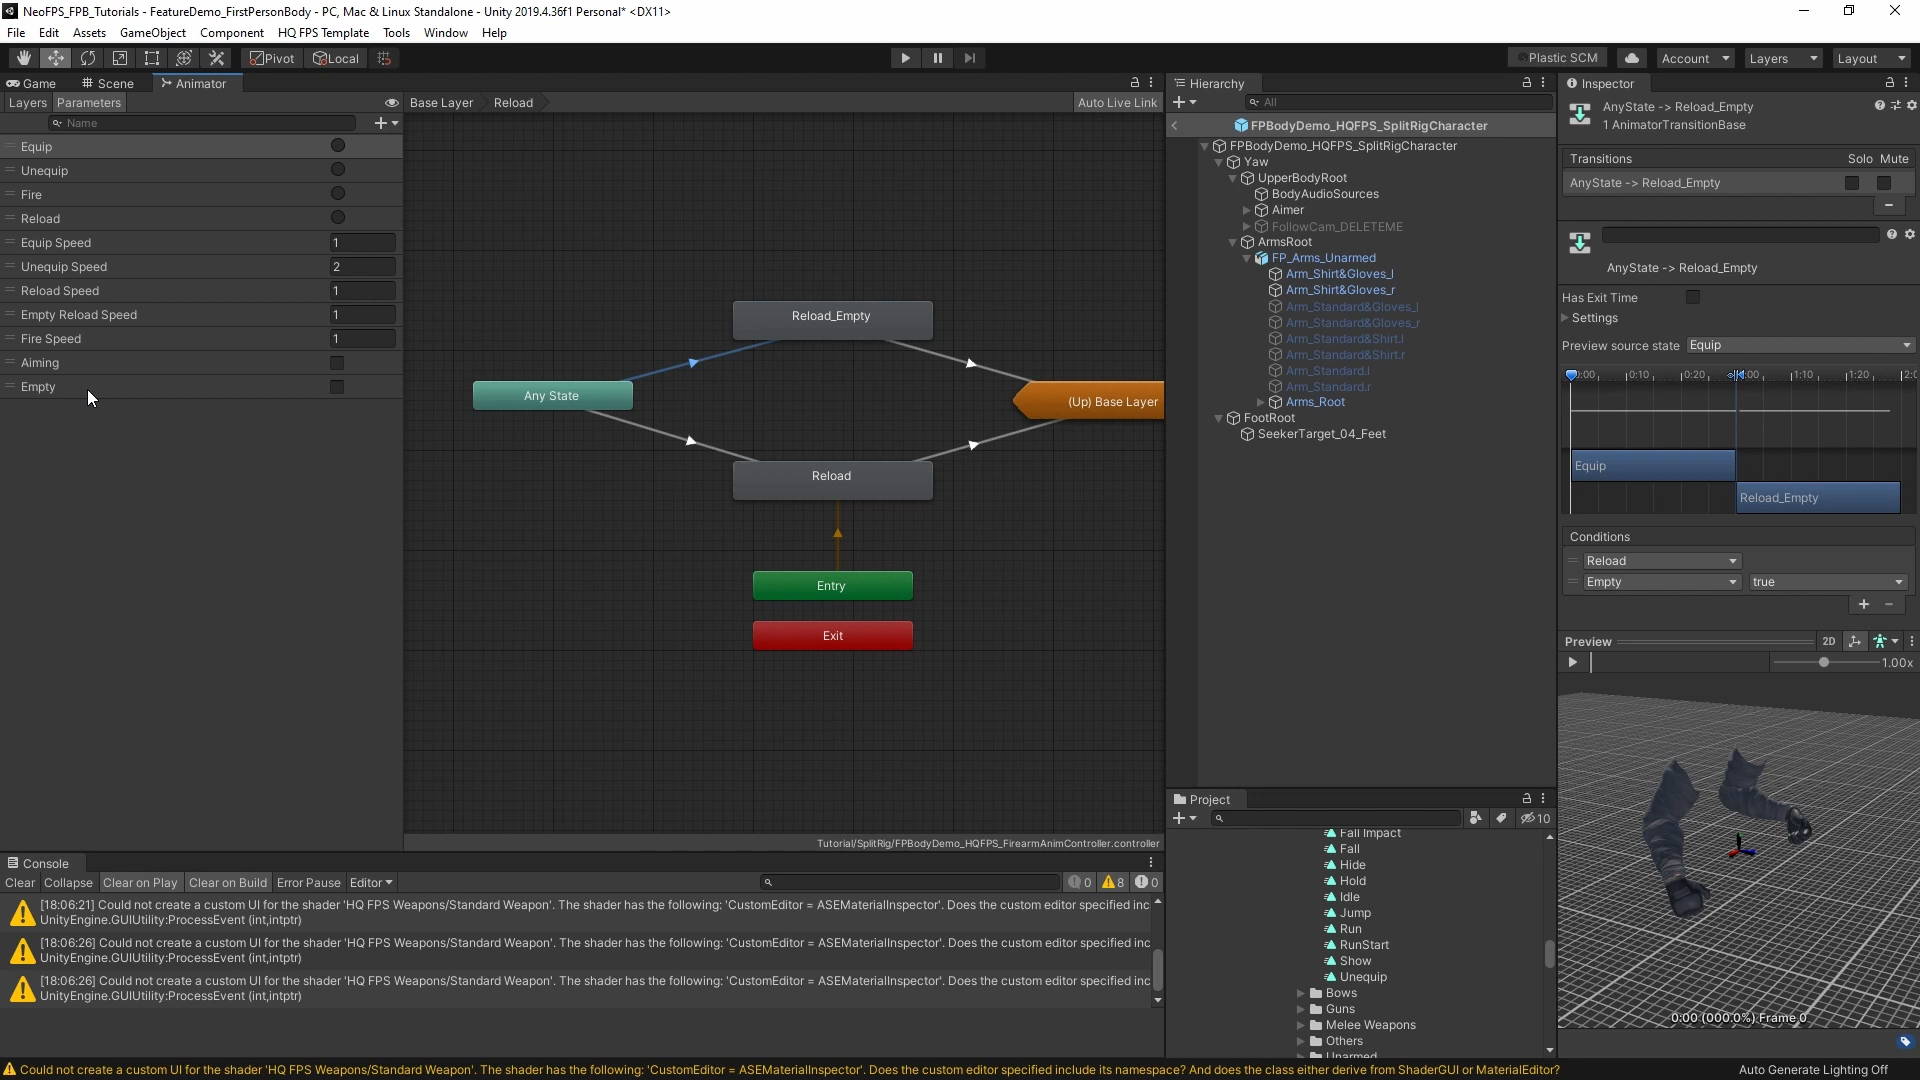 NeoFPS_FPB_Tutorials - FeatureDemo_FirstPersonBody - PC, Mac & Linux Standalone - Unity 2019.4.36f1 Personal* <DX11>
File Edit Assets GameObject Component HQ FPS Template Tools Window Help
Pivot Local Plastic SCM Account Layers Layout
Game Scene Animator
Layers Parameters
Name
Equip
Unequip
Fire
Reload
Equip Speed 1
Unequip Speed 2
Reload Speed 1
Empty Reload Speed 1
Fire Speed 1
Aiming
Empty
Base Layer Reload Auto Live Link
Reload_Empty
Any State
(Up) Base Layer
Reload
Entry
Exit
Tutorial/SplitRig/FPBodyDemo_HQFPS_FirearmAnimController.controller
Hierarchy
All
FPBodyDemo_HQFPS_SplitRigCharacter
FPBodyDemo_HQFPS_SplitRigCharacter
Yaw
UpperBodyRoot
BodyAudioSources
Aimer
FollowCam_DELETEME
ArmsRoot
FP_Arms_Unarmed
Arm_Shirt&Gloves_l
Arm_Shirt&Gloves_r
Arm_Standard&Gloves_l
Arm_Standard&Gloves_r
Arm_Standard&Shirt.l
Arm_Standard&Shirt.r
Arm_Standard.l
Arm_Standard.r
Arms_Root
FootRoot
SeekerTarget_04_Feet
Project
10
Fall Impact
Fall
Hide
Hold
Idle
Jump
Run
RunStart
Show
Unequip
Bows
Guns
Melee Weapons
Others
Unarmed
Inspector
AnyState -> Reload_Empty
1 AnimatorTransitionBase
Transitions Solo Mute
AnyState -> Reload_Empty
AnyState -> Reload_Empty
Has Exit Time
Settings
Preview source state Equip
0:10 0:20 1:10 1:20
Equip
Reload_Empty
Conditions
Reload
Empty true
Preview 2D
1.00x
0:00 (000.0%) Frame 0
Console
Clear Collapse Clear on Play Clear on Build Error Pause Editor 0 8 0
[18:06:21] Could not create a custom UI for the shader 'HQ FPS Weapons/Standard Weapon'. The shader has the following: 'CustomEditor = ASEMaterialInspector'. Does the custom editor specified inc
UnityEngine.GUIUtility:ProcessEvent (int,intptr)
[18:06:26] Could not create a custom UI for the shader 'HQ FPS Weapons/Standard Weapon'. The shader has the following: 'CustomEditor = ASEMaterialInspector'. Does the custom editor specified inc
UnityEngine.GUIUtility:ProcessEvent (int,intptr)
[18:06:26] Could not create a custom UI for the shader 'HQ FPS Weapons/Standard Weapon'. The shader has the following: 'CustomEditor = ASEMaterialInspector'. Does the custom editor specified inc
UnityEngine.GUIUtility:ProcessEvent (int,intptr)
Could not create a custom UI for the shader 'HQ FPS Weapons/Standard Weapon'. The shader has the following: 'CustomEditor = ASEMaterialInspector'. Does the custom editor specified include its namespace? And does the class either derive from ShaderGUI or MaterialEditor?
Auto Generate Lighting Off